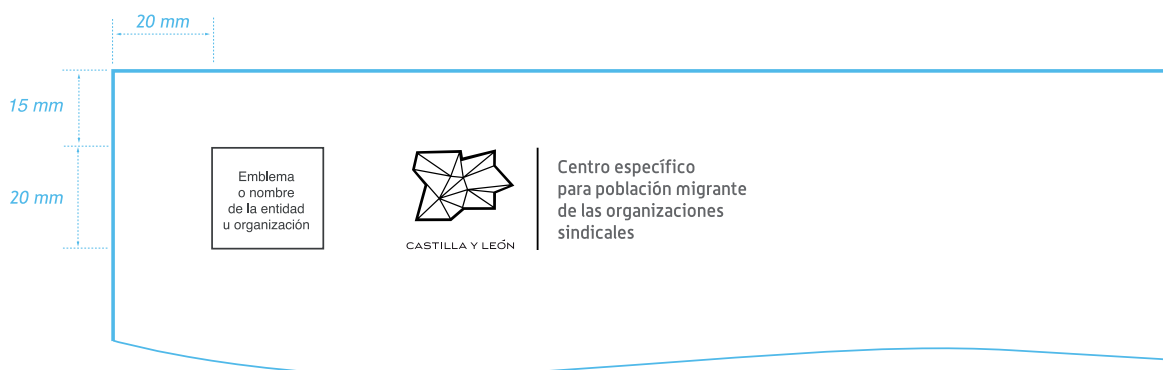 20 mm
15 mm
20 mm
Emblema
o nombre
de la entidad
u organización
CASTILLA Y LEÓN
Centro específico
para población migrante
de las organizaciones
sindicales